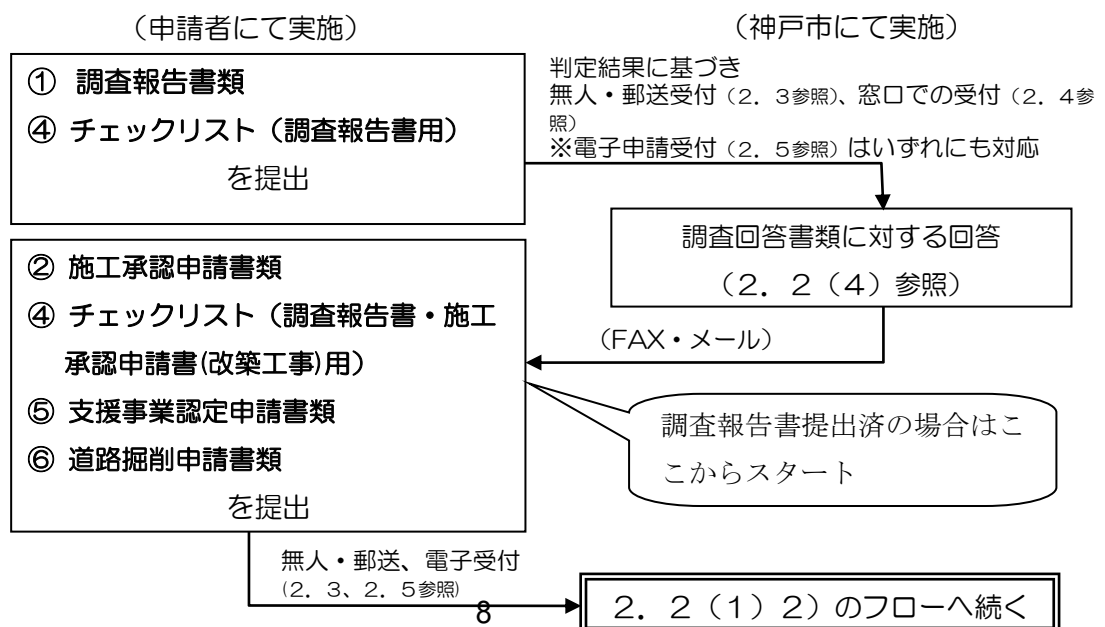 （申請者にて実施）
（神戸市にて実施）
① 調査報告書類
④ チェックリスト（調査報告書用）
を提出
判定結果に基づき
無人・郵送受付（２．３参照）、窓口での受付（２．４参
照）
※電子申請受付（２．５参照）はいずれにも対応
調査回答書類に対する回答
（２．２（４）参照）
（FAX・メール）
② 施工承認申請書類
④ チェックリスト（調査報告書・施工
承認申請書(改築工事)用）
⑤ 支援事業認定申請書類
⑥ 道路掘削申請書類
を提出
調査報告書提出済の場合はこ
こからスタート
無人・郵送、電子受付
(２．３、２．５参照)
8
２．２（１）２）のフローへ続く